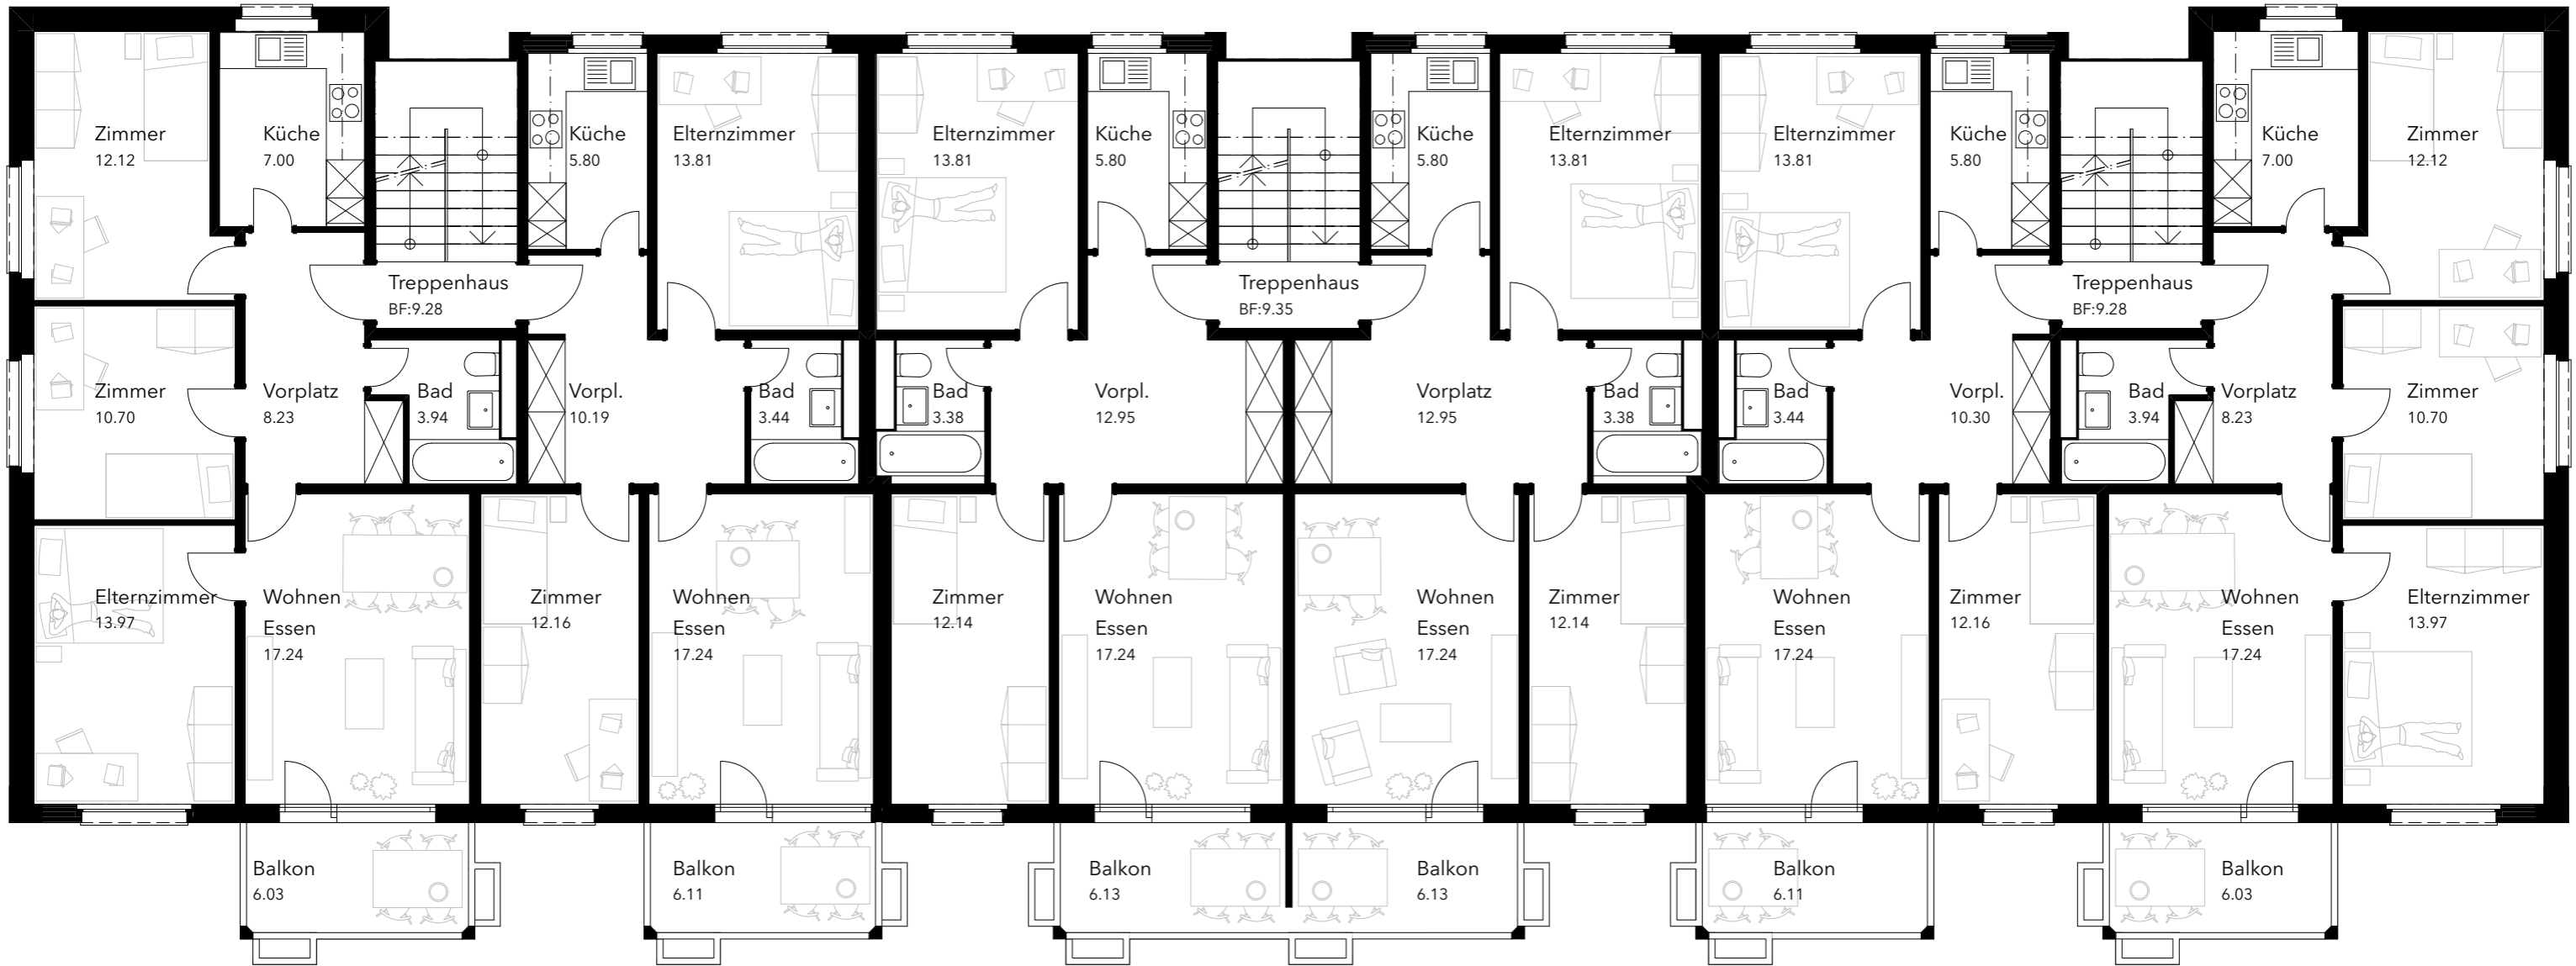 Zimmer
12.12
Küche
7.00
Küche
5.80
Elternzimmer
13.81
Elternzimmer
13.81
Küche
5.80
Küche
5.80
Elternzimmer
13.81
Elternzimmer
13.81
Küche
5.80
Küche
7.00
Zimmer
12.12
Treppenhaus
BF:9.28
Treppenhaus
BF:9.35
Treppenhaus
BF:9.28
Zimmer
10.70
Vorplatz
8.23
Bad
3.94
Vorpl.
10.19
Bad
3.44
Bad
3.38
Vorpl.
12.95
Vorplatz
12.95
Bad
3.38
Bad
3.44
Vorpl.
10.30
Bad
3.94
Vorplatz
8.23
Zimmer
10.70
Elternzimmer
13.97
Wohnen
Essen
17.24
Zimmer
12.16
Wohnen
Essen
17.24
Zimmer
12.14
Wohnen
Essen
17.24
Wohnen
Essen
17.24
Zimmer
12.14
Wohnen
Essen
17.24
Zimmer
12.16
Wohnen
Essen
17.24
Elternzimmer
13.97
Balkon
6.03
Balkon
6.11
Balkon
6.13
Balkon
6.13
Balkon
6.11
Balkon
6.03